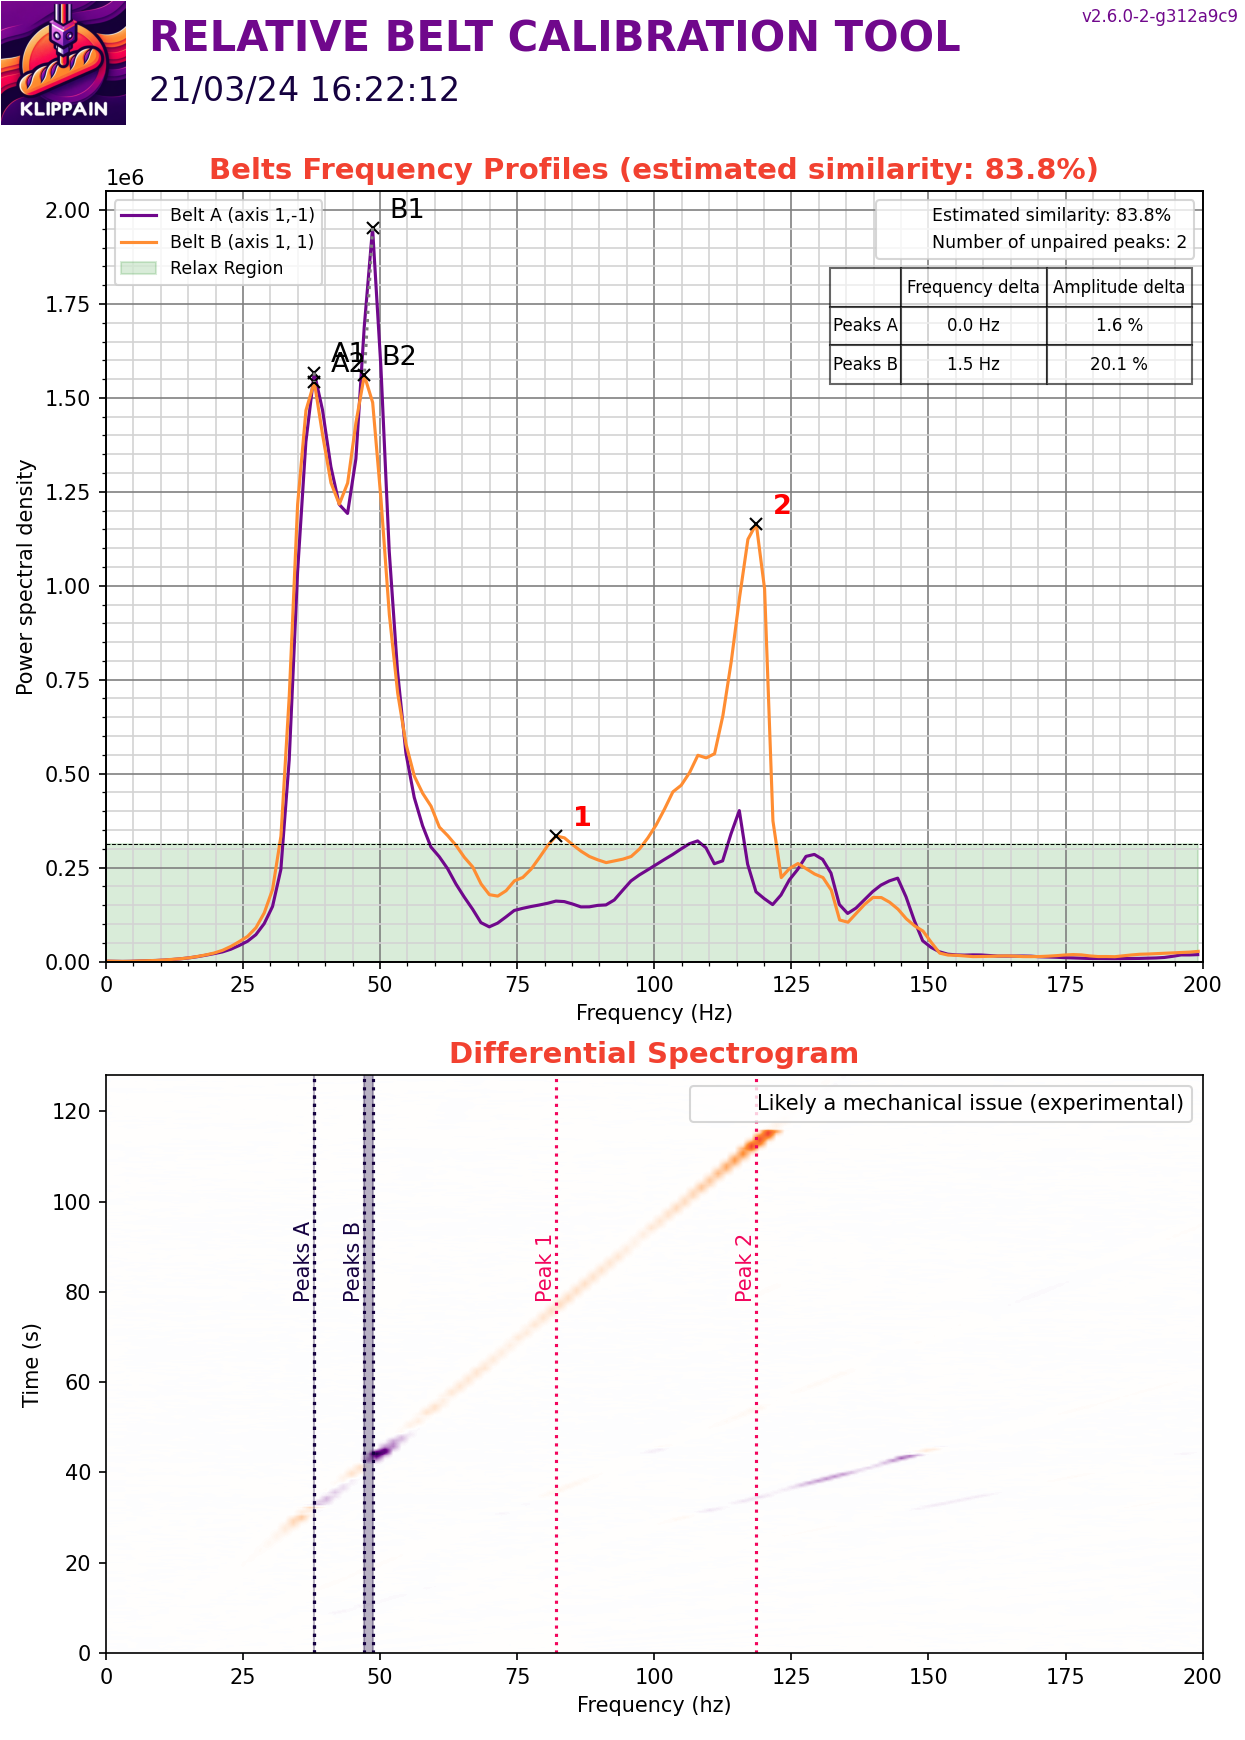 KLIPPAIN
RELATIVE BELT CALIBRATION TOOL
v2.6.0-2-g312a9c9
21/03/24 16:22:12
Belts Frequency Profiles (estimated similarity: 83.8%)
1e6
Belt A (axis 1,-1)
Belt B (axis 1, 1)
Relax Region
Estimated similarity: 83.8%
Number of unpaired peaks: 2
Frequency delta Amplitude delta
Peaks A 0.0 Hz 1.6 %
Peaks B 1.5 Hz 20.1 %
B1
A1
A2
B2
2
1
Power spectral density
2.00
1.75
1.50
1.25
1.00
0.75
0.50
0.25
0.00
0 25 50 75 100 125 150 175 200
Frequency (Hz)
Differential Spectrogram
Likely a mechanical issue (experimental)
Peaks A
Peaks B
Peak 1
Peak 2
Time (s)
120
100
80
60
40
20
0
0 25 50 75 100 125 150 175 200
Frequency (hz)